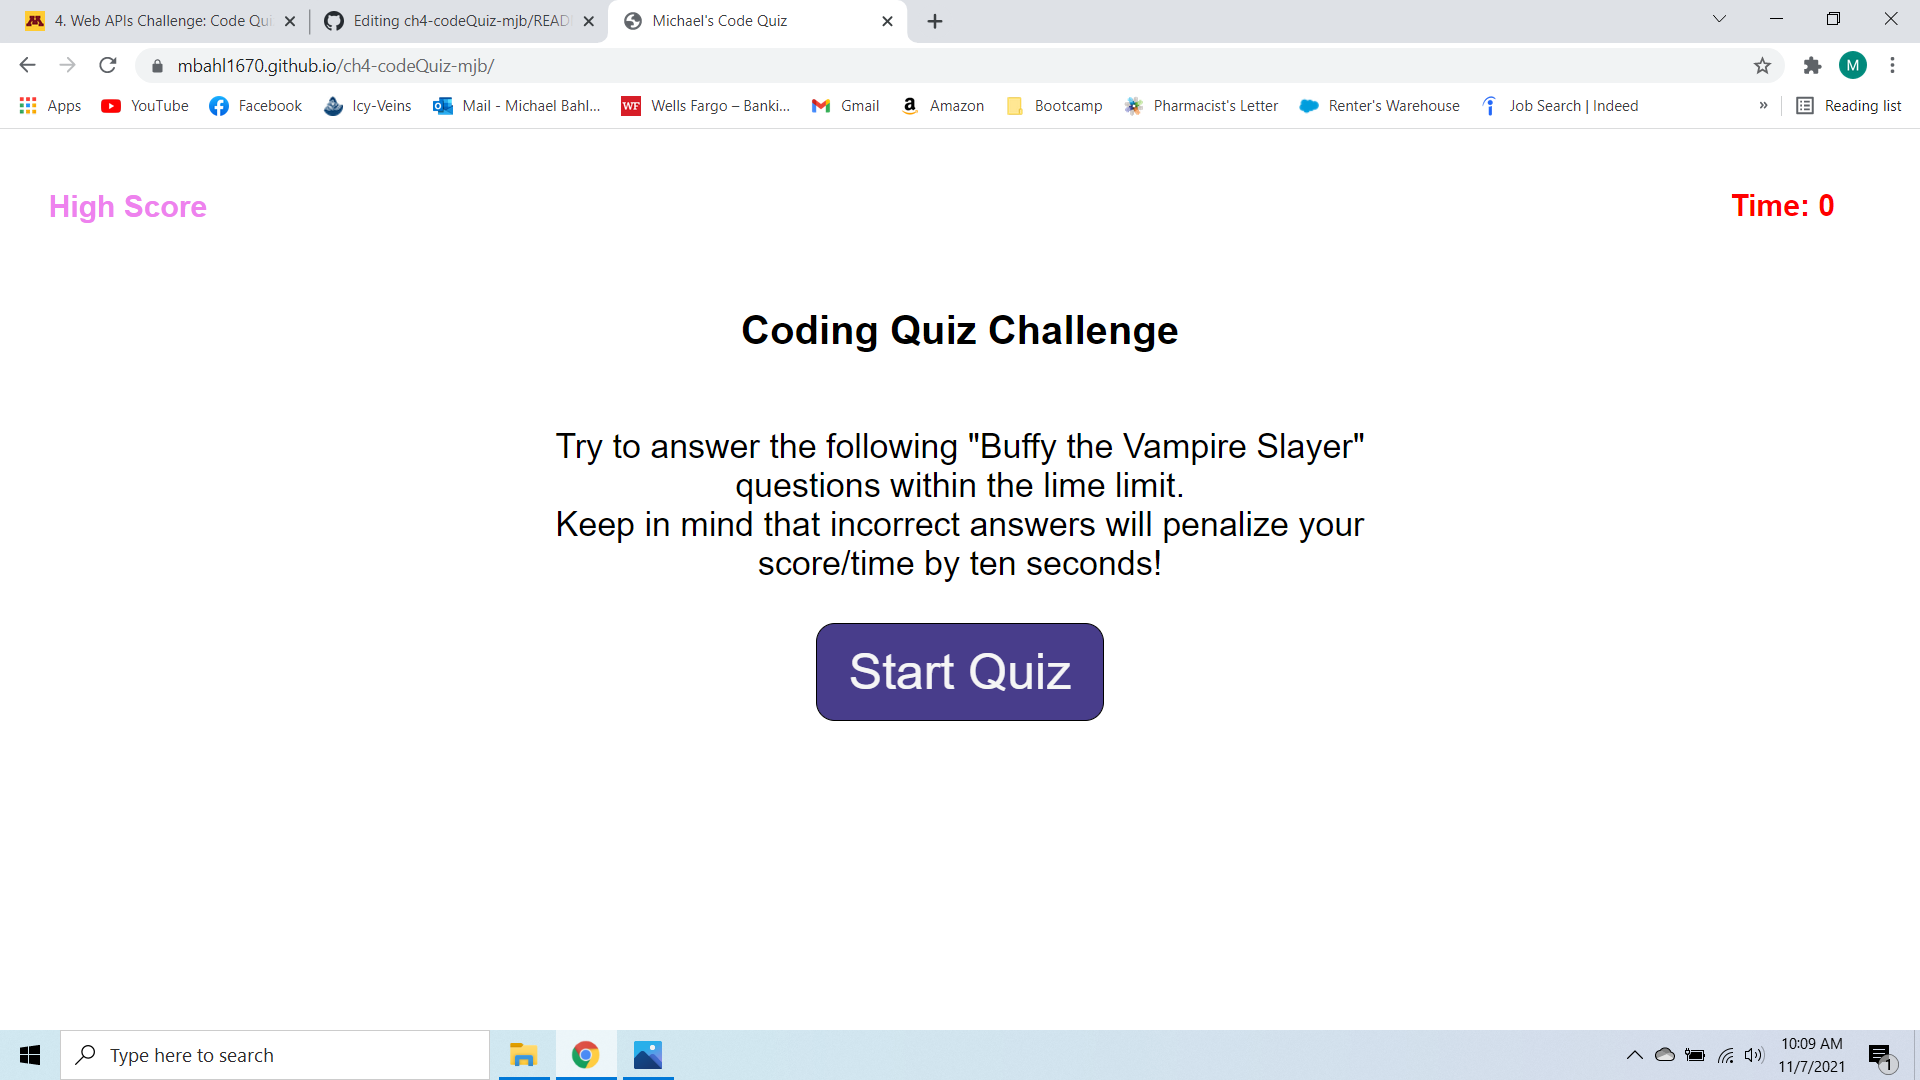 4. Web APIs Challenge: Code Qui
Editing ch4-codeQuiz-mjb/READ
Michael's Code Quiz
mbahl1670.github.io/ch4-codeQuiz-mjb/
M
Apps YouTube Facebook Icy-Veins Mail - Michael Bahl... WF Wells Fargo – Banki... Gmail a Amazon Bootcamp Pharmacist's Letter Renter's Warehouse Job Search | Indeed » Reading list
High Score
Time: 0
Coding Quiz Challenge
Try to answer the following "Buffy the Vampire Slayer"
questions within the lime limit.
Keep in mind that incorrect answers will penalize your
score/time by ten seconds!
Start Quiz
Type here to search
10:09 AM
11/7/2021
1